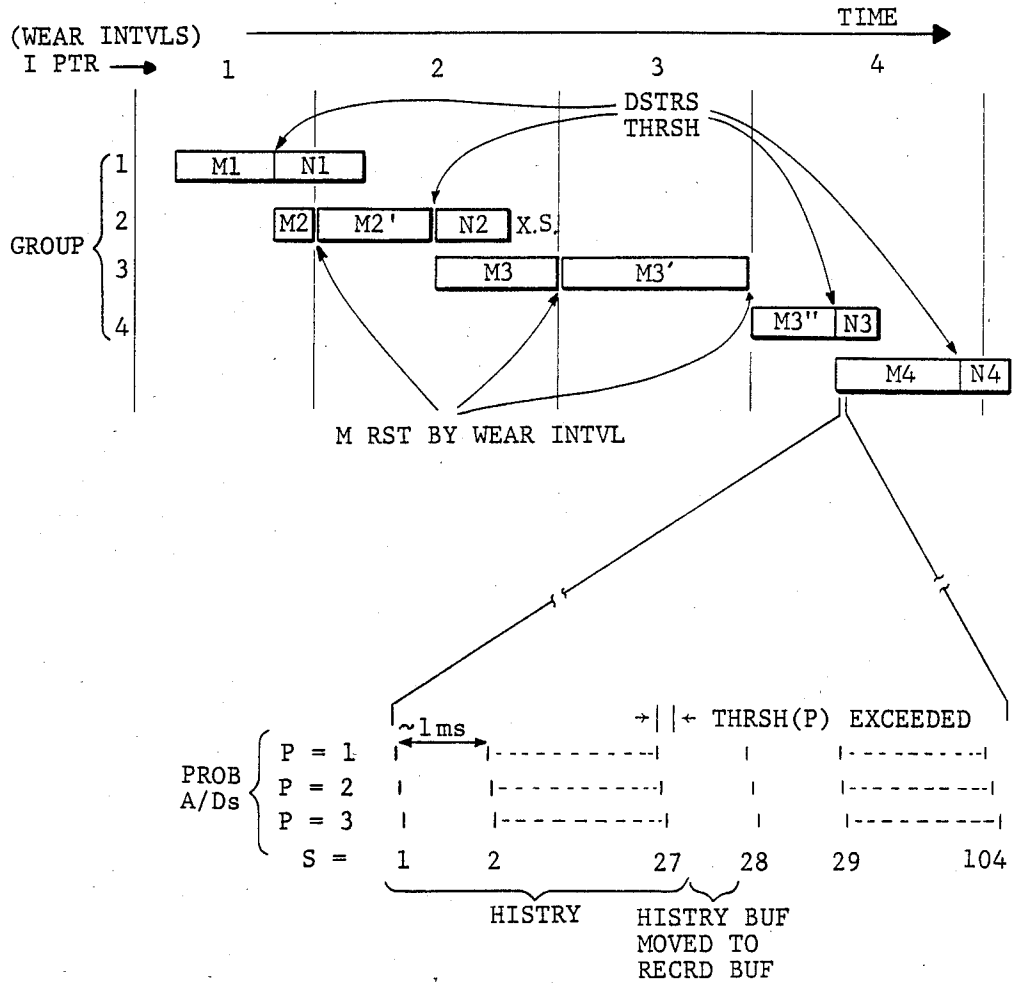 TIME
(WEAR INTVLS)
I PTR
1 2 3 4
DSTRS
THRSH
GROUP
1
2
3
4
M1 N1
M2 M2' N2 X.S.
M3 M3'
M3'' N3
M4 N4
M RST BY WEAR INTVL
THRSH(P) EXCEEDED
~1ms
PROB
A/Ds
P = 1
P = 2
P = 3
S = 1 2 27 28 29 104
HISTRY
HISTRY BUF
MOVED TO
RECRD BUF